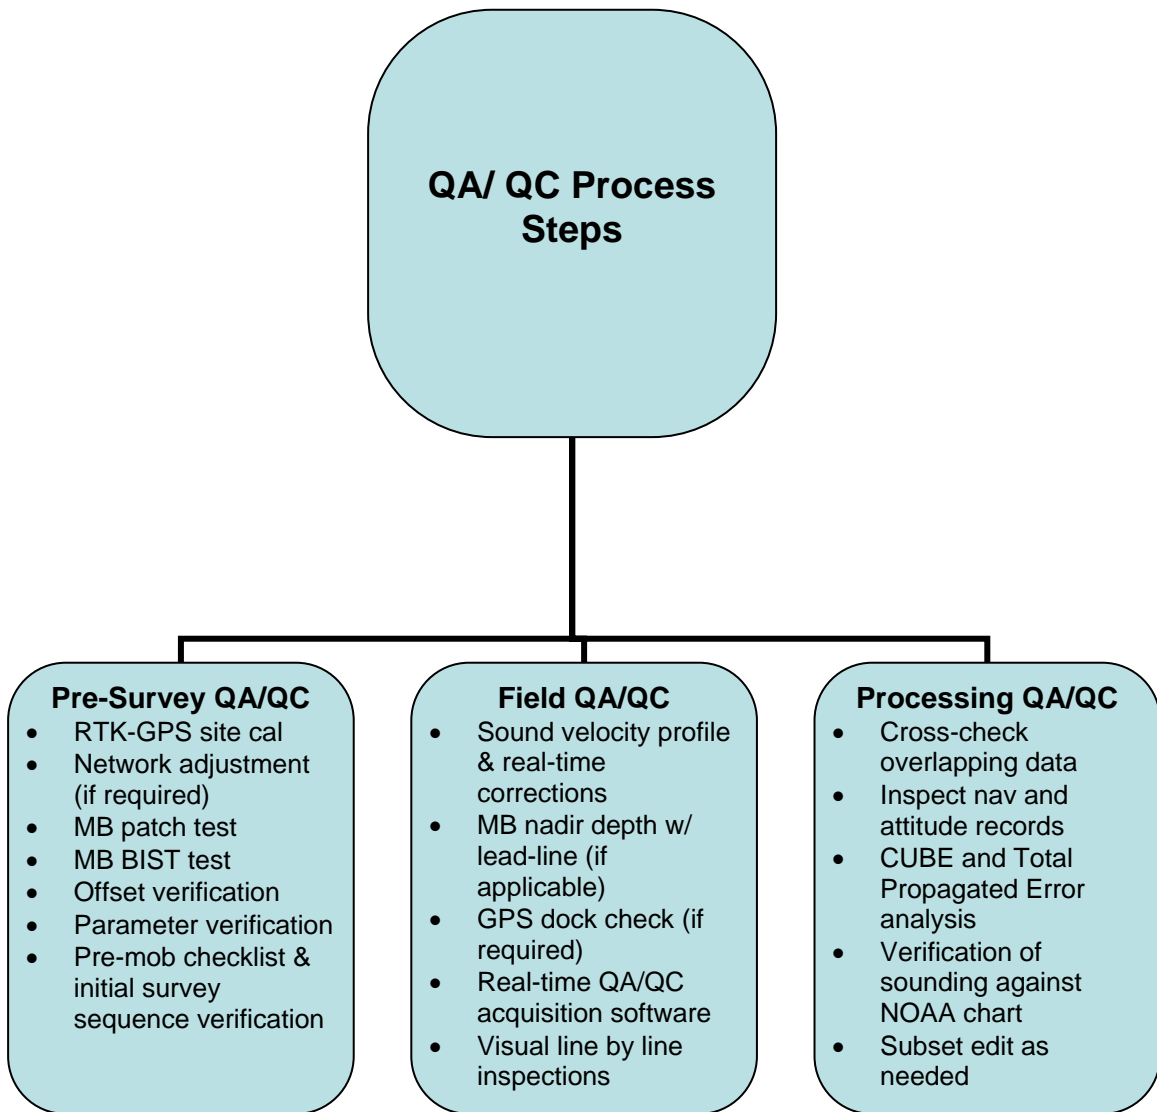 QA/ QC Process
Steps
Pre-Survey QA/QC
• RTK-GPS site cal
• Network adjustment
(if required)
• MB patch test
• MB BIST test
• Offset verification
• Parameter verification
• Pre-mob checklist &
initial survey
sequence verification
Field QA/QC
• Sound velocity profile
& real-time
corrections
• MB nadir depth w/
lead-line (if
applicable)
• GPS dock check (if
required)
• Real-time QA/QC
acquisition software
• Visual line by line
inspections
Processing QA/QC
• Cross-check
overlapping data
• Inspect nav and
attitude records
• CUBE and Total
Propagated Error
analysis
• Verification of
sounding against
NOAA chart
• Subset edit as
needed